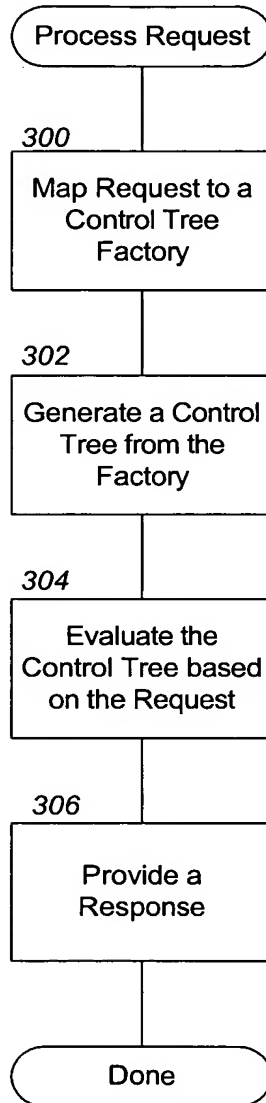 Process Request
300
Map Request to a
Control Tree
Factory
302
Generate a Control
Tree from the
Factory
304
Evaluate the
Control Tree based
on the Request
306
Provide a
Response
Done